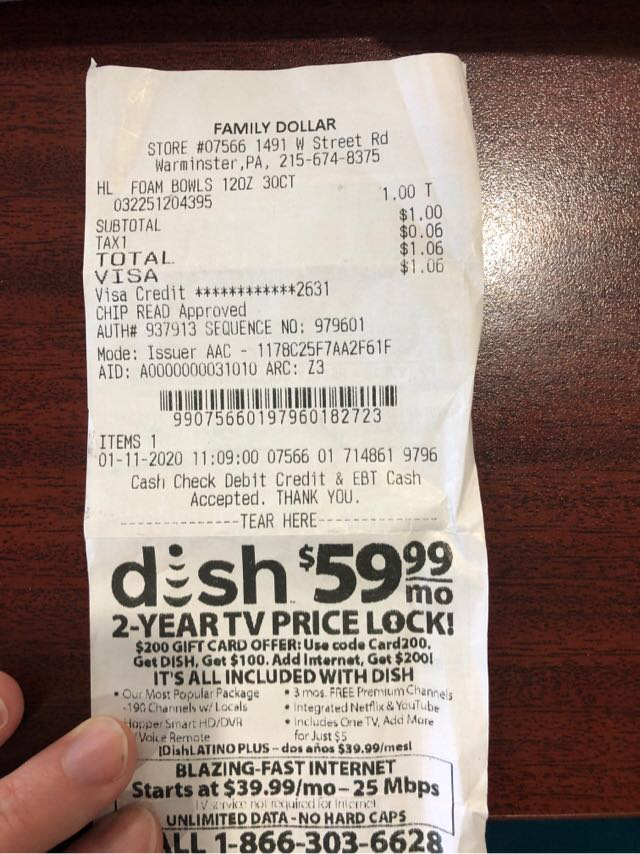 FAMILY DOLLAR
STORE #07566 1491 W Street Rd
Warminster,PA, 215-674-8375
HL FOAM BOWLS 12OZ 30CT 1.00 T
032251204395
SUBTOTAL $1.00
TAX1 $0.06
TOTAL $1.06
VISA $1.06
Visa Credit ************2631
CHIP READ Approved
AUTH# 937913 SEQUENCE NO: 979601
Mode: Issuer AAC - 1178C25F7AA2F61F
AID: A0000000031010 ARC: Z3
99075660197960182723
ITEMS 1
01-11-2020 11:09:00 07566 01 714861 9796
Cash Check Debit Credit & EBT Cash
Accepted. THANK YOU.
---------------TEAR HERE---------------
dish $59 99 mo
2-YEAR TV PRICE LOCK!
$200 GIFT CARD OFFER: Use code Card200.
Get DISH, Get $100. Add Internet, Get $200!
IT'S ALL INCLUDED WITH DISH
• Our Most Popular Package
-190 Channels w/ Locals
Hopper Smart HD/DVR
Voice Remote
• 3 mos. FREE Premium Channels
• Integrated Netflix & YouTube
• Includes One TV, Add More
for Just $5
¡DishLATINO PLUS – dos años $39.99/mes!
BLAZING-FAST INTERNET
Starts at $39.99/mo – 25 Mbps
TV service not required for Internet
UNLIMITED DATA - NO HARD CAPS
ALL 1-866-303-6628